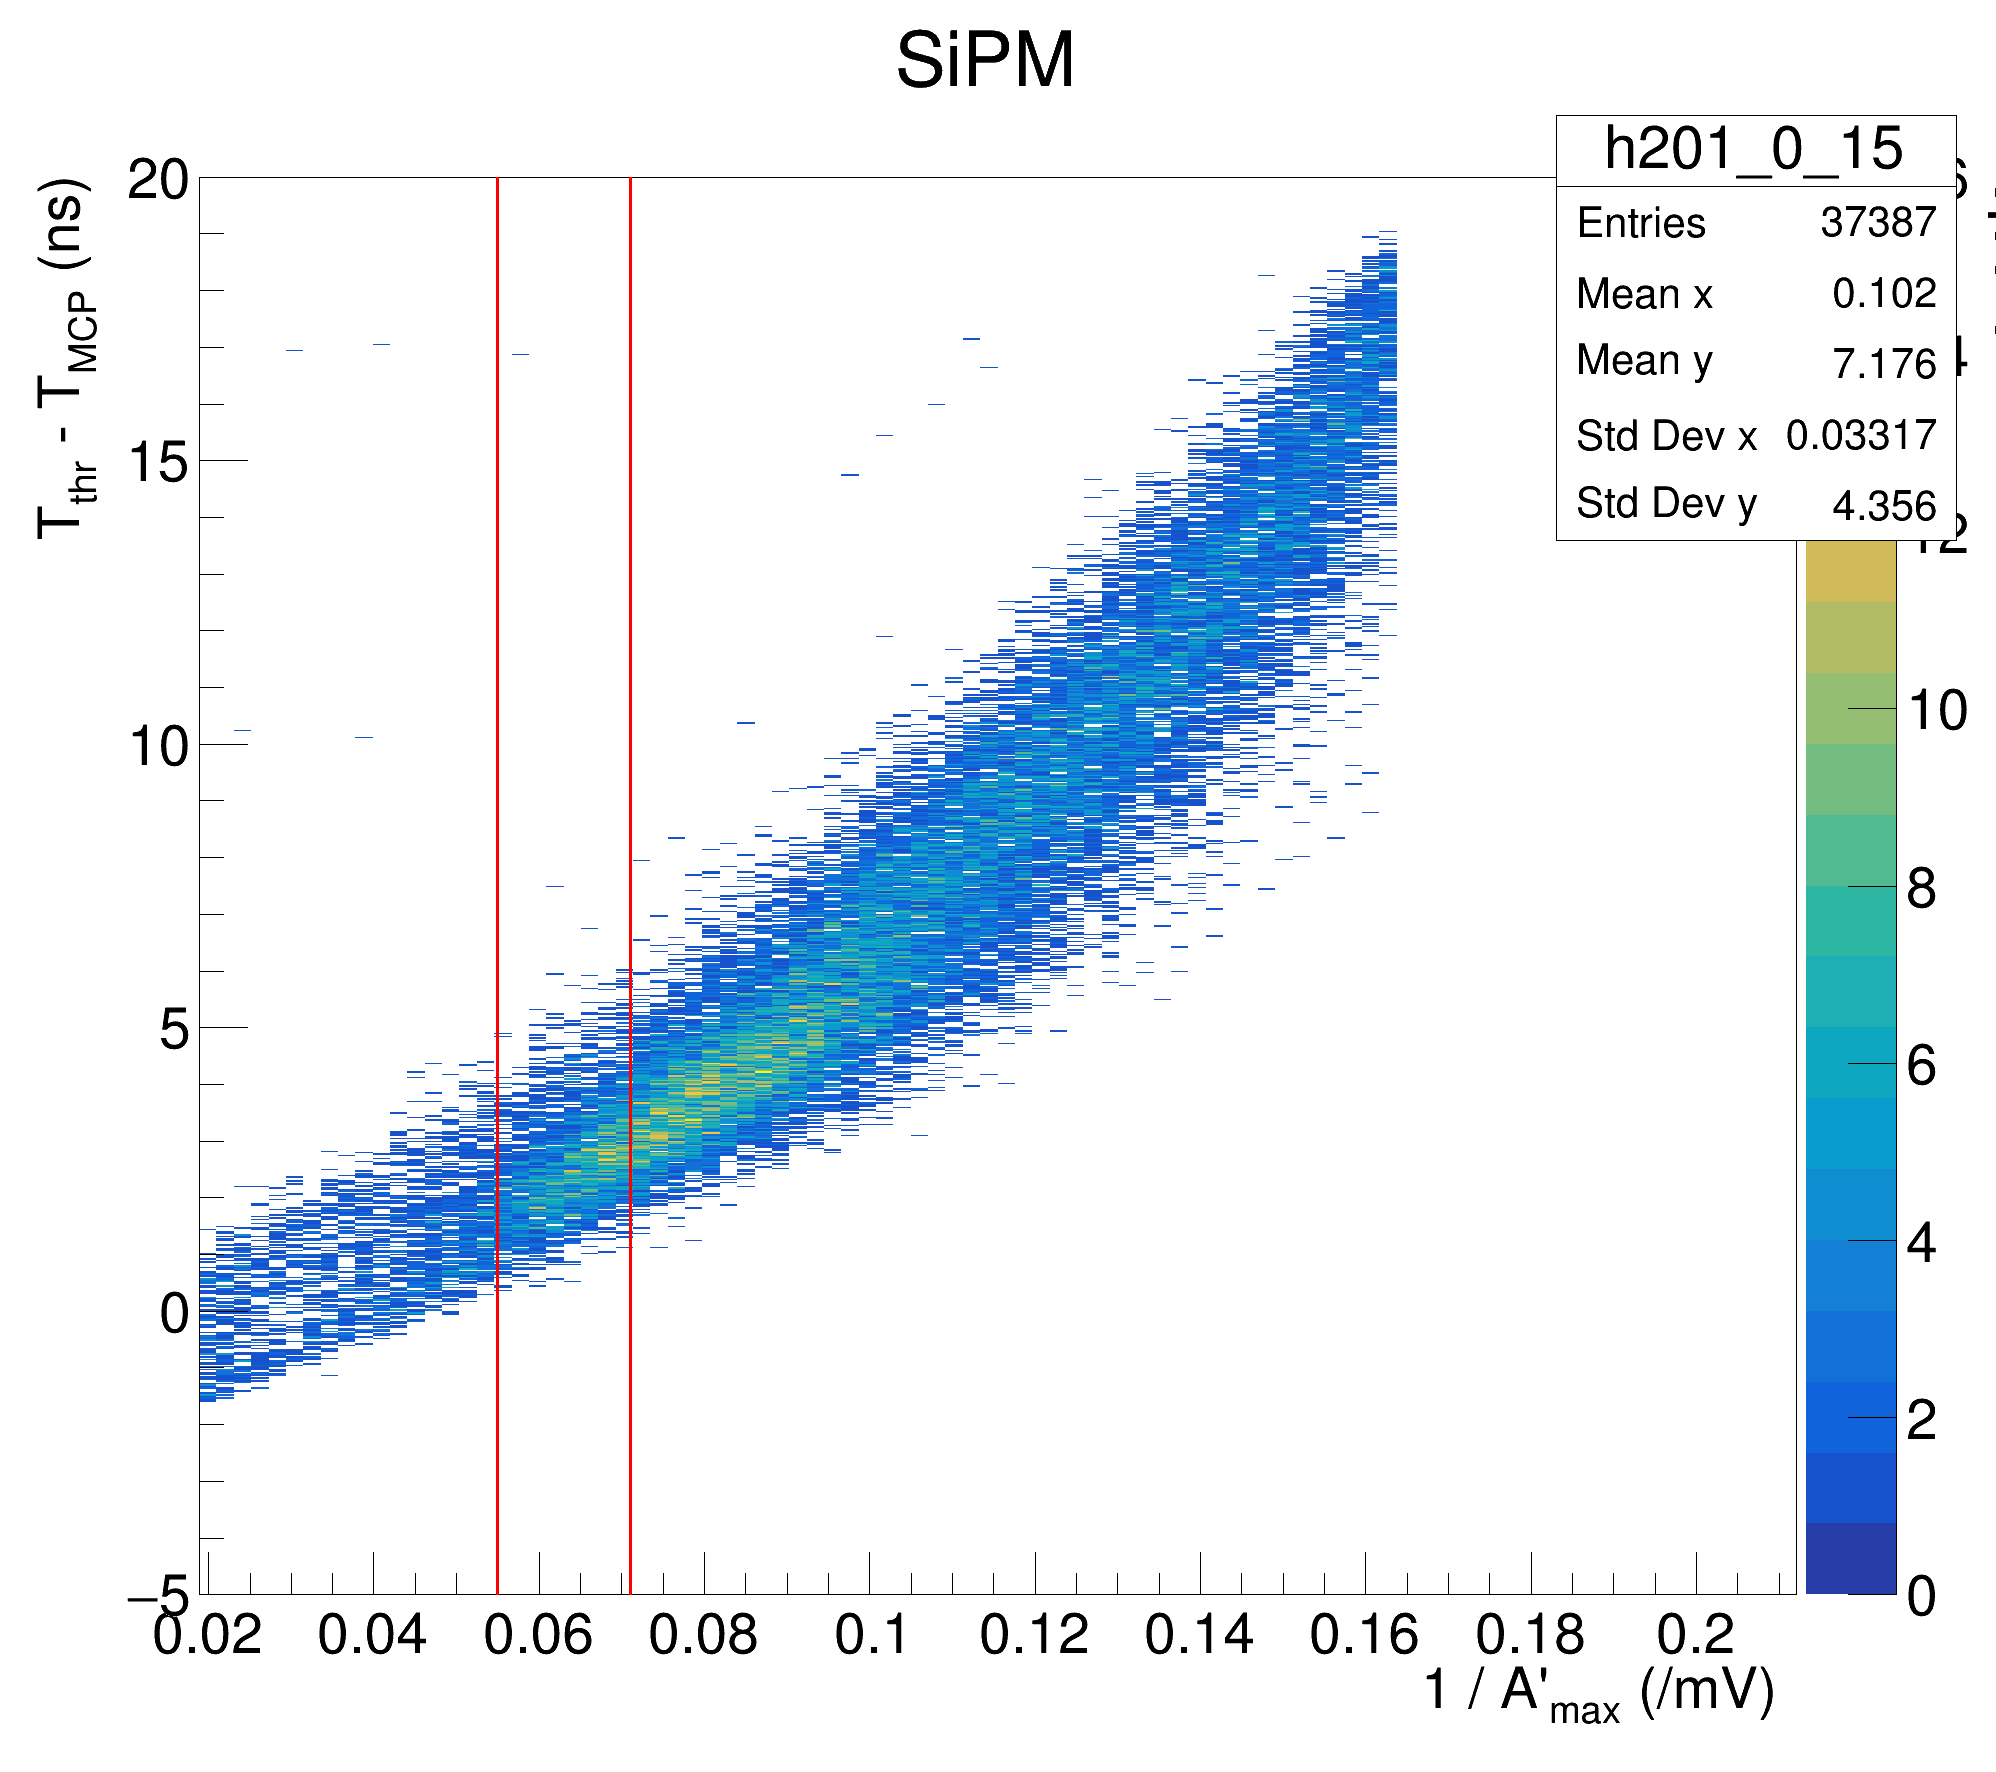 SiPM
h201_0_15
Entries 37387
Mean x 0.102
Mean y 7.176
Std Dev x 0.03317
Std Dev y 4.356
T_thr - T_MCP (ns)
20
15
10
5
0
−5
0.02 0.04 0.06 0.08 0.1 0.12 0.14 0.16 0.18 0.2
1 / A'_max (/mV)
12
10
8
6
4
2
0